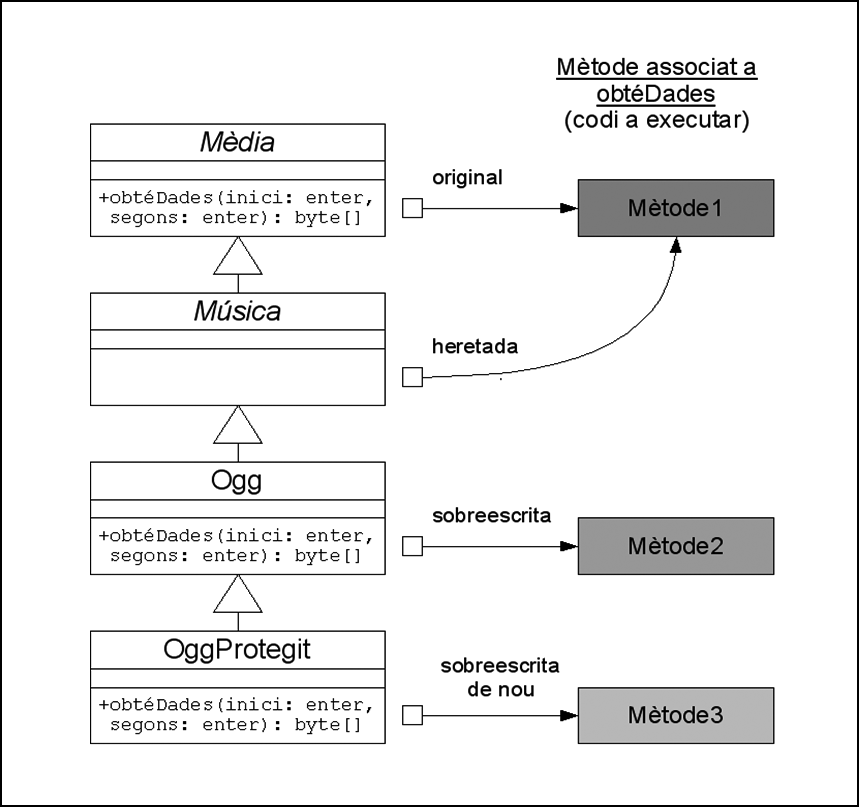 Mètode associat a
obtéDades
(codi a executar)
Mèdia
+obtéDades(inici: enter,
segons: enter): byte[]
original
Mètode1
Música
heretada
Ogg
+obtéDades(inici: enter,
segons: enter): byte[]
sobreescrita
Mètode2
OggProtegit
+obtéDades(inici: enter,
segons: enter): byte[]
sobreescrita
de nou
Mètode3